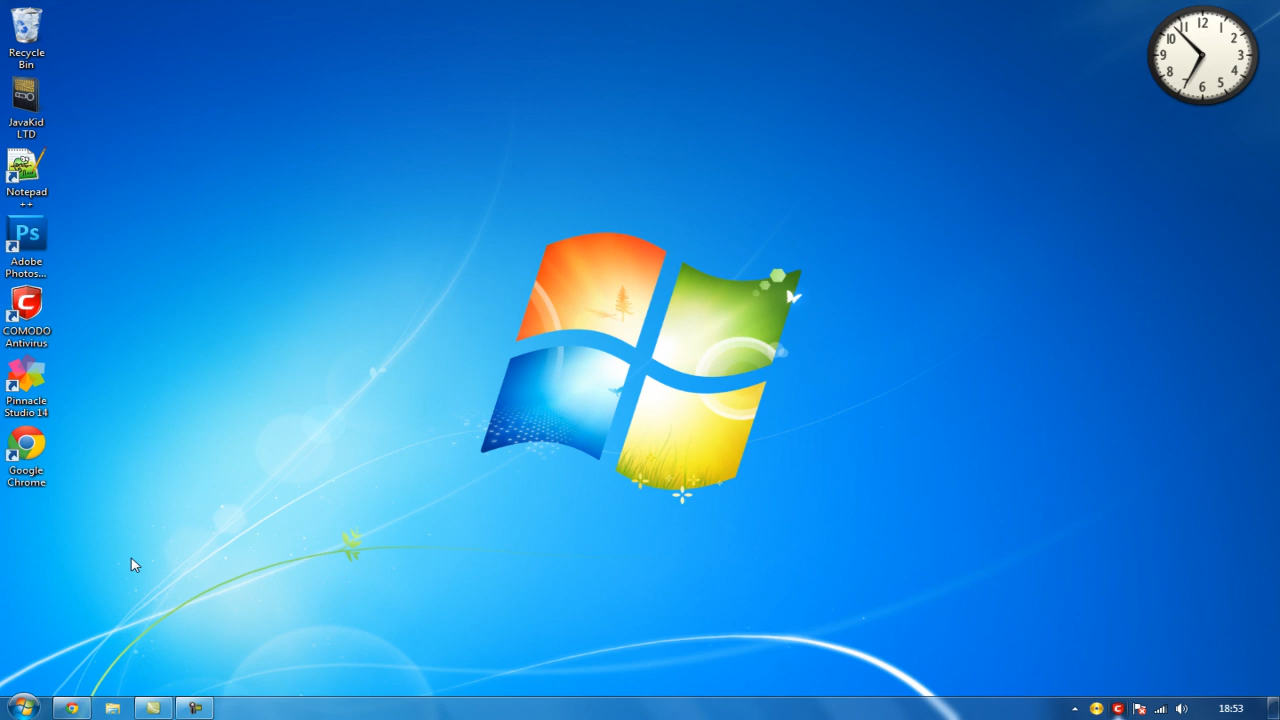 Recycle
Bin
JavaKid
LTD
Notepad
++
Ps
Adobe
Photos...
C
COMODO
Antivirus
Pinnacle
Studio 14
Google
Chrome
12
1
2
3
4
5
6
7
8
9
10
11
C
18:53